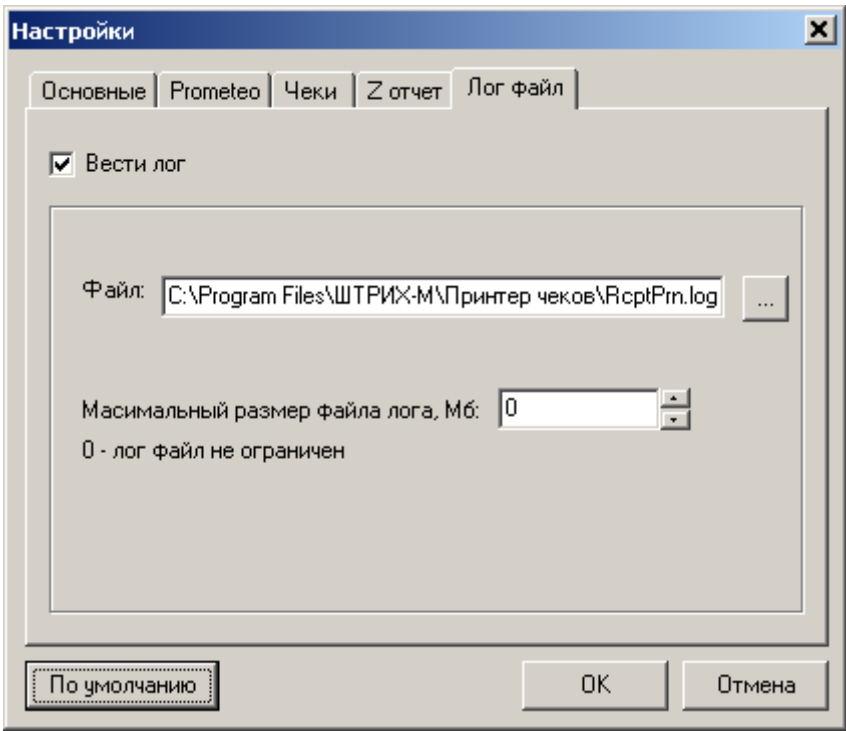 Настройки
Основные Prometeo Чеки Z отчет Лог файл
Вести лог
Файл: C:\Program Files\ШТРИХ-М\Принтер чеков\RcptPrn.log ...
Масимальный размер файла лога, Мб: 0
0 - лог файл не ограничен
По умолчанию OK Отмена